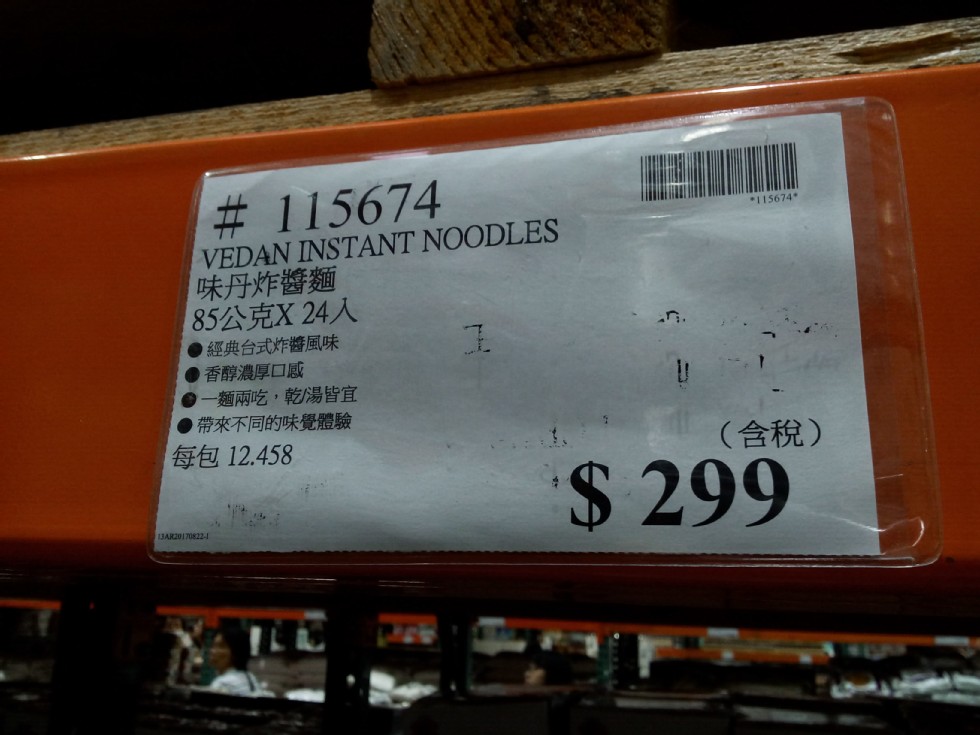 # 115674
*115674*
VEDAN INSTANT NOODLES
味丹炸醬麵
85公克X 24入
● 經典台式炸醬風味
● 香醇濃厚口感
● 一麵兩吃，乾/湯皆宜
● 帶來不同的味覺體驗
每包 12.458
（含稅）
$ 299
13AR20170822-1